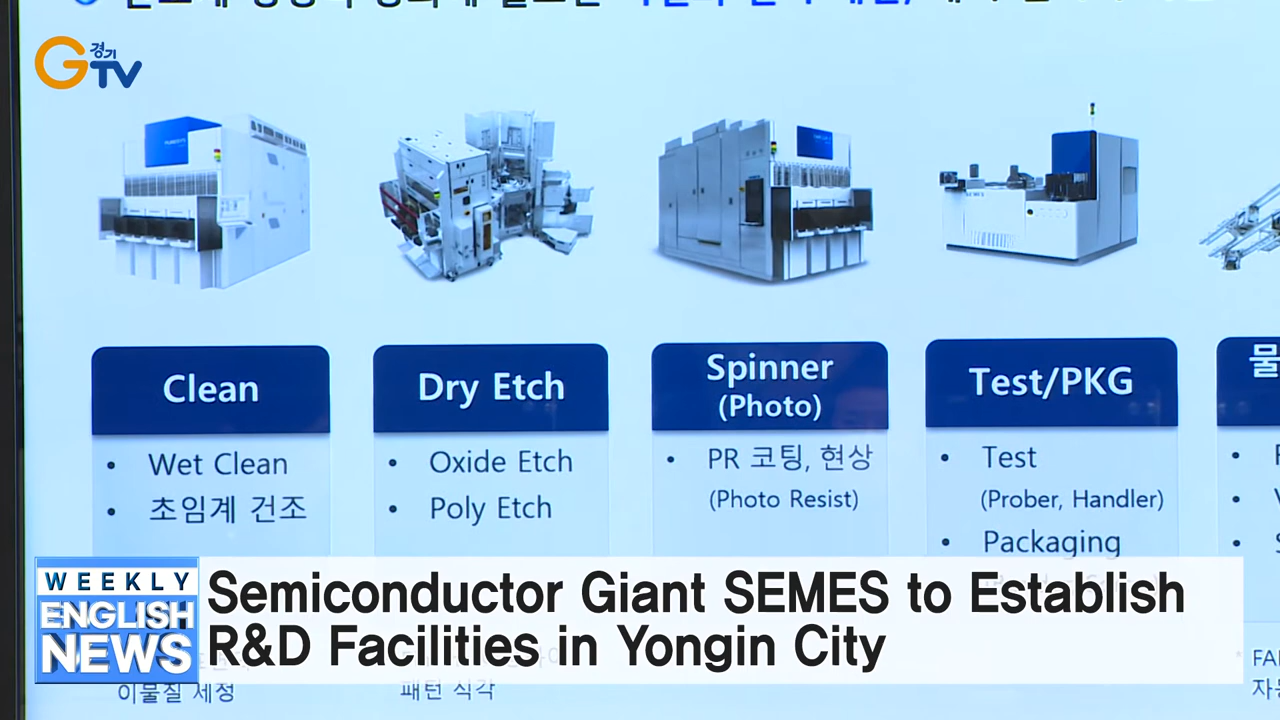 경기
GTV
Clean
• Wet Clean
• 초임계 건조
이물질 세정
Dry Etch
• Oxide Etch
• Poly Etch
패턴 식각
Spinner
(Photo)
• PR 코팅, 현상
(Photo Resist)
Test/PKG
• Test
(Prober, Handler)
• Packaging
물
WEEKLY
ENGLISH
NEWS
Semiconductor Giant SEMES to Establish
R&D Facilities in Yongin City